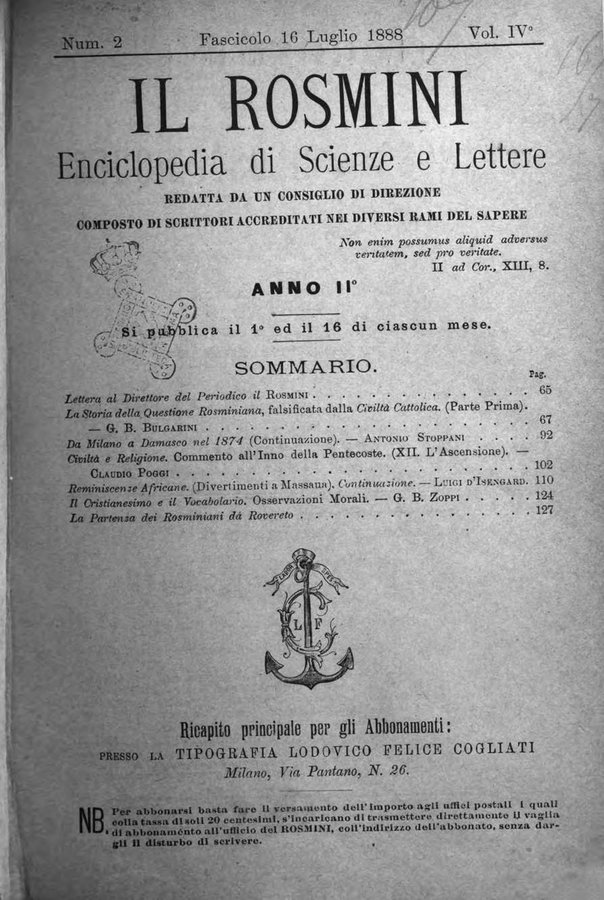 Num. 2 Fascicolo 16 Luglio 1888 Vol. IVº
IL ROSMINI
Enciclopedia di Scienze e Lettere
REDATTA DA UN CONSIGLIO DI DIREZIONE
COMPOSTO DI SCRITTORI ACCREDITATI NEI DIVERSI RAMI DEL SAPERE
Non enim possumus aliquid adversus
veritatem, sed pro veritate.
II ad Cor., XIII, 8.
ANNO IIº
Si pubblica il 1º ed il 16 di ciascun mese.
SOMMARIO.
Pag.
Lettera al Direttore del Periodico il ROSMINI . . . . . . . . . . . . 65
La Storia della Questione Rosminiana, falsificata dalla Civiltà Cattolica. (Parte Prima).
— G. B. BULGARINI . . . . . . . . . . . . . . . . . . 67
Da Milano a Damasco nel 1874 (Continuazione). — ANTONIO STOPPANI . . . . . 92
Civiltà e Religione. Commento all'Inno della Pentecoste. (XII. L'Ascensione). —
CLAUDIO POGGI . . . . . . . . . . . . . . . . . . . 102
Reminiscenze Africane. (Divertimenti a Massaua). Continuazione. — LUIGI D'ISENGARD. 110
Il Cristianesimo e il Vocabolario. Osservazioni Morali. — G. B. ZOPPI . . . . . 124
La Partenza dei Rosminiani da Rovereto . . . . . . . . . . . . . 127
LABOR SPES
L F
Ricapito principale per gli Abbonamenti:
PRESSO LA TIPOGRAFIA LODOVICO FELICE COGLIATI
Milano, Via Pantano, N. 26.
NB. Per abbonarsi basta fare il versamento dell'importo agli uffici postali i quali
colla tassa di soli 20 centesimi, s'incaricano di trasmettere direttamente il vaglia
di abbonamento all'ufficio del ROSMINI, coll'indirizzo dell'abbonato, senza dar-
gli il disturbo di scrivere.